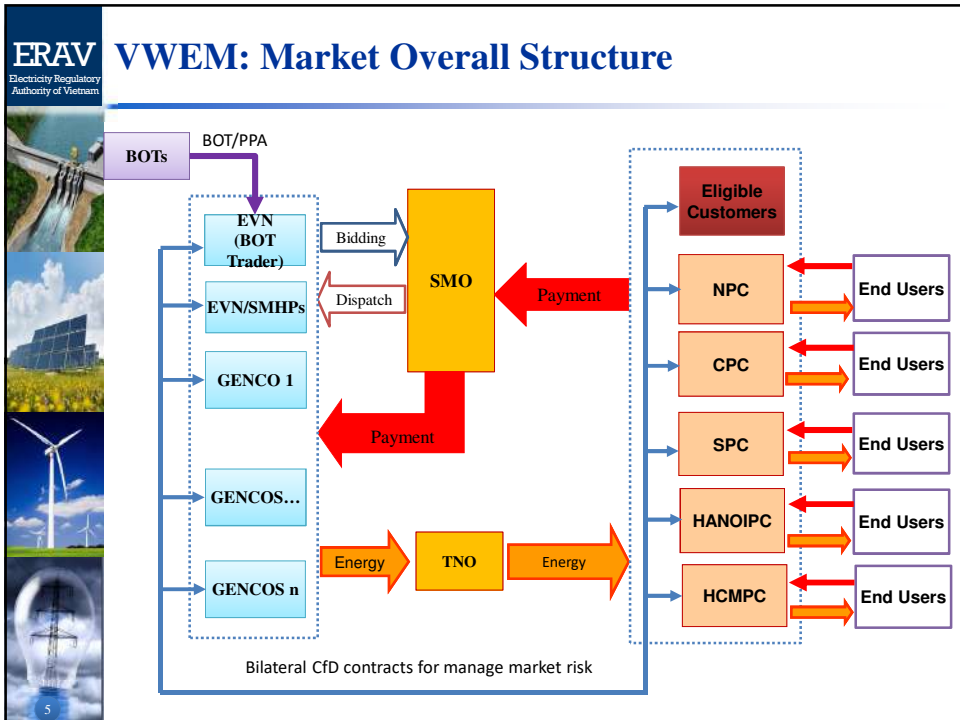 ERAV
Electricity Regulatory
Authority of Vietnam
VWEM: Market Overall Structure
BOTs
BOT/PPA
EVN
(BOT
Trader)
EVN/SMHPs
GENCO 1
GENCOS…
GENCOS n
Bidding
Dispatch
SMO
Payment
Payment
Energy
TNO
Energy
Eligible
Customers
NPC
End Users
CPC
End Users
SPC
End Users
HANOIPC
End Users
HCMPC
End Users
Bilateral CfD contracts for manage market risk
5